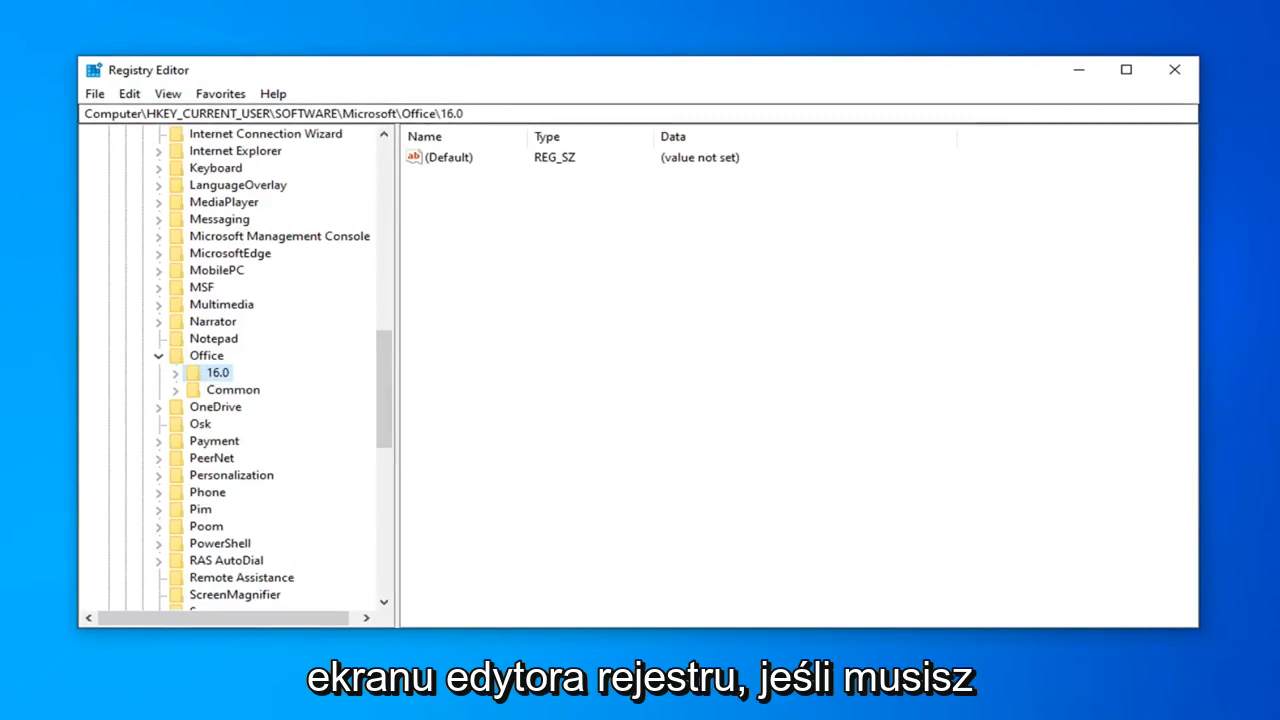 Registry Editor
File Edit View Favorites Help
Computer\HKEY_CURRENT_USER\SOFTWARE\Microsoft\Office\16.0
Name Type Data
ab (Default) REG_SZ (value not set)
Internet Connection Wizard
Internet Explorer
Keyboard
LanguageOverlay
MediaPlayer
Messaging
Microsoft Management Console
MicrosoftEdge
MobilePC
MSF
Multimedia
Narrator
Notepad
Office
16.0
Common
OneDrive
Osk
Payment
PeerNet
Personalization
Phone
Pim
Poom
PowerShell
RAS AutoDial
Remote Assistance
ScreenMagnifier
ekranu edytora rejestru, jeśli musisz